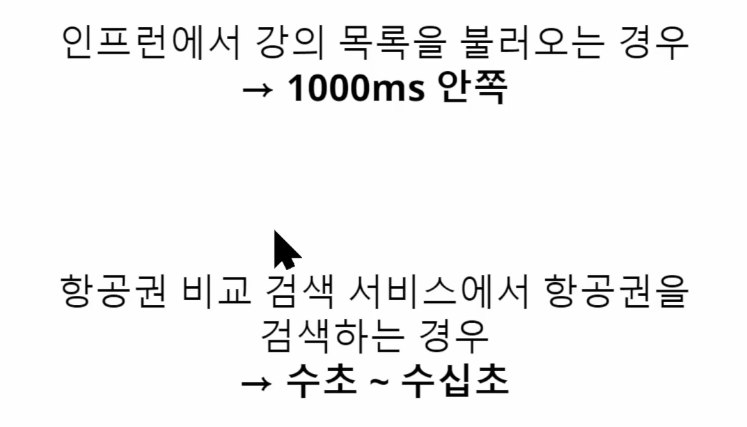 인프런에서 강의 목록을 불러오는 경우
→ 1000ms 안쪽
항공권 비교 검색 서비스에서 항공권을
검색하는 경우
→ 수초 ~ 수십초